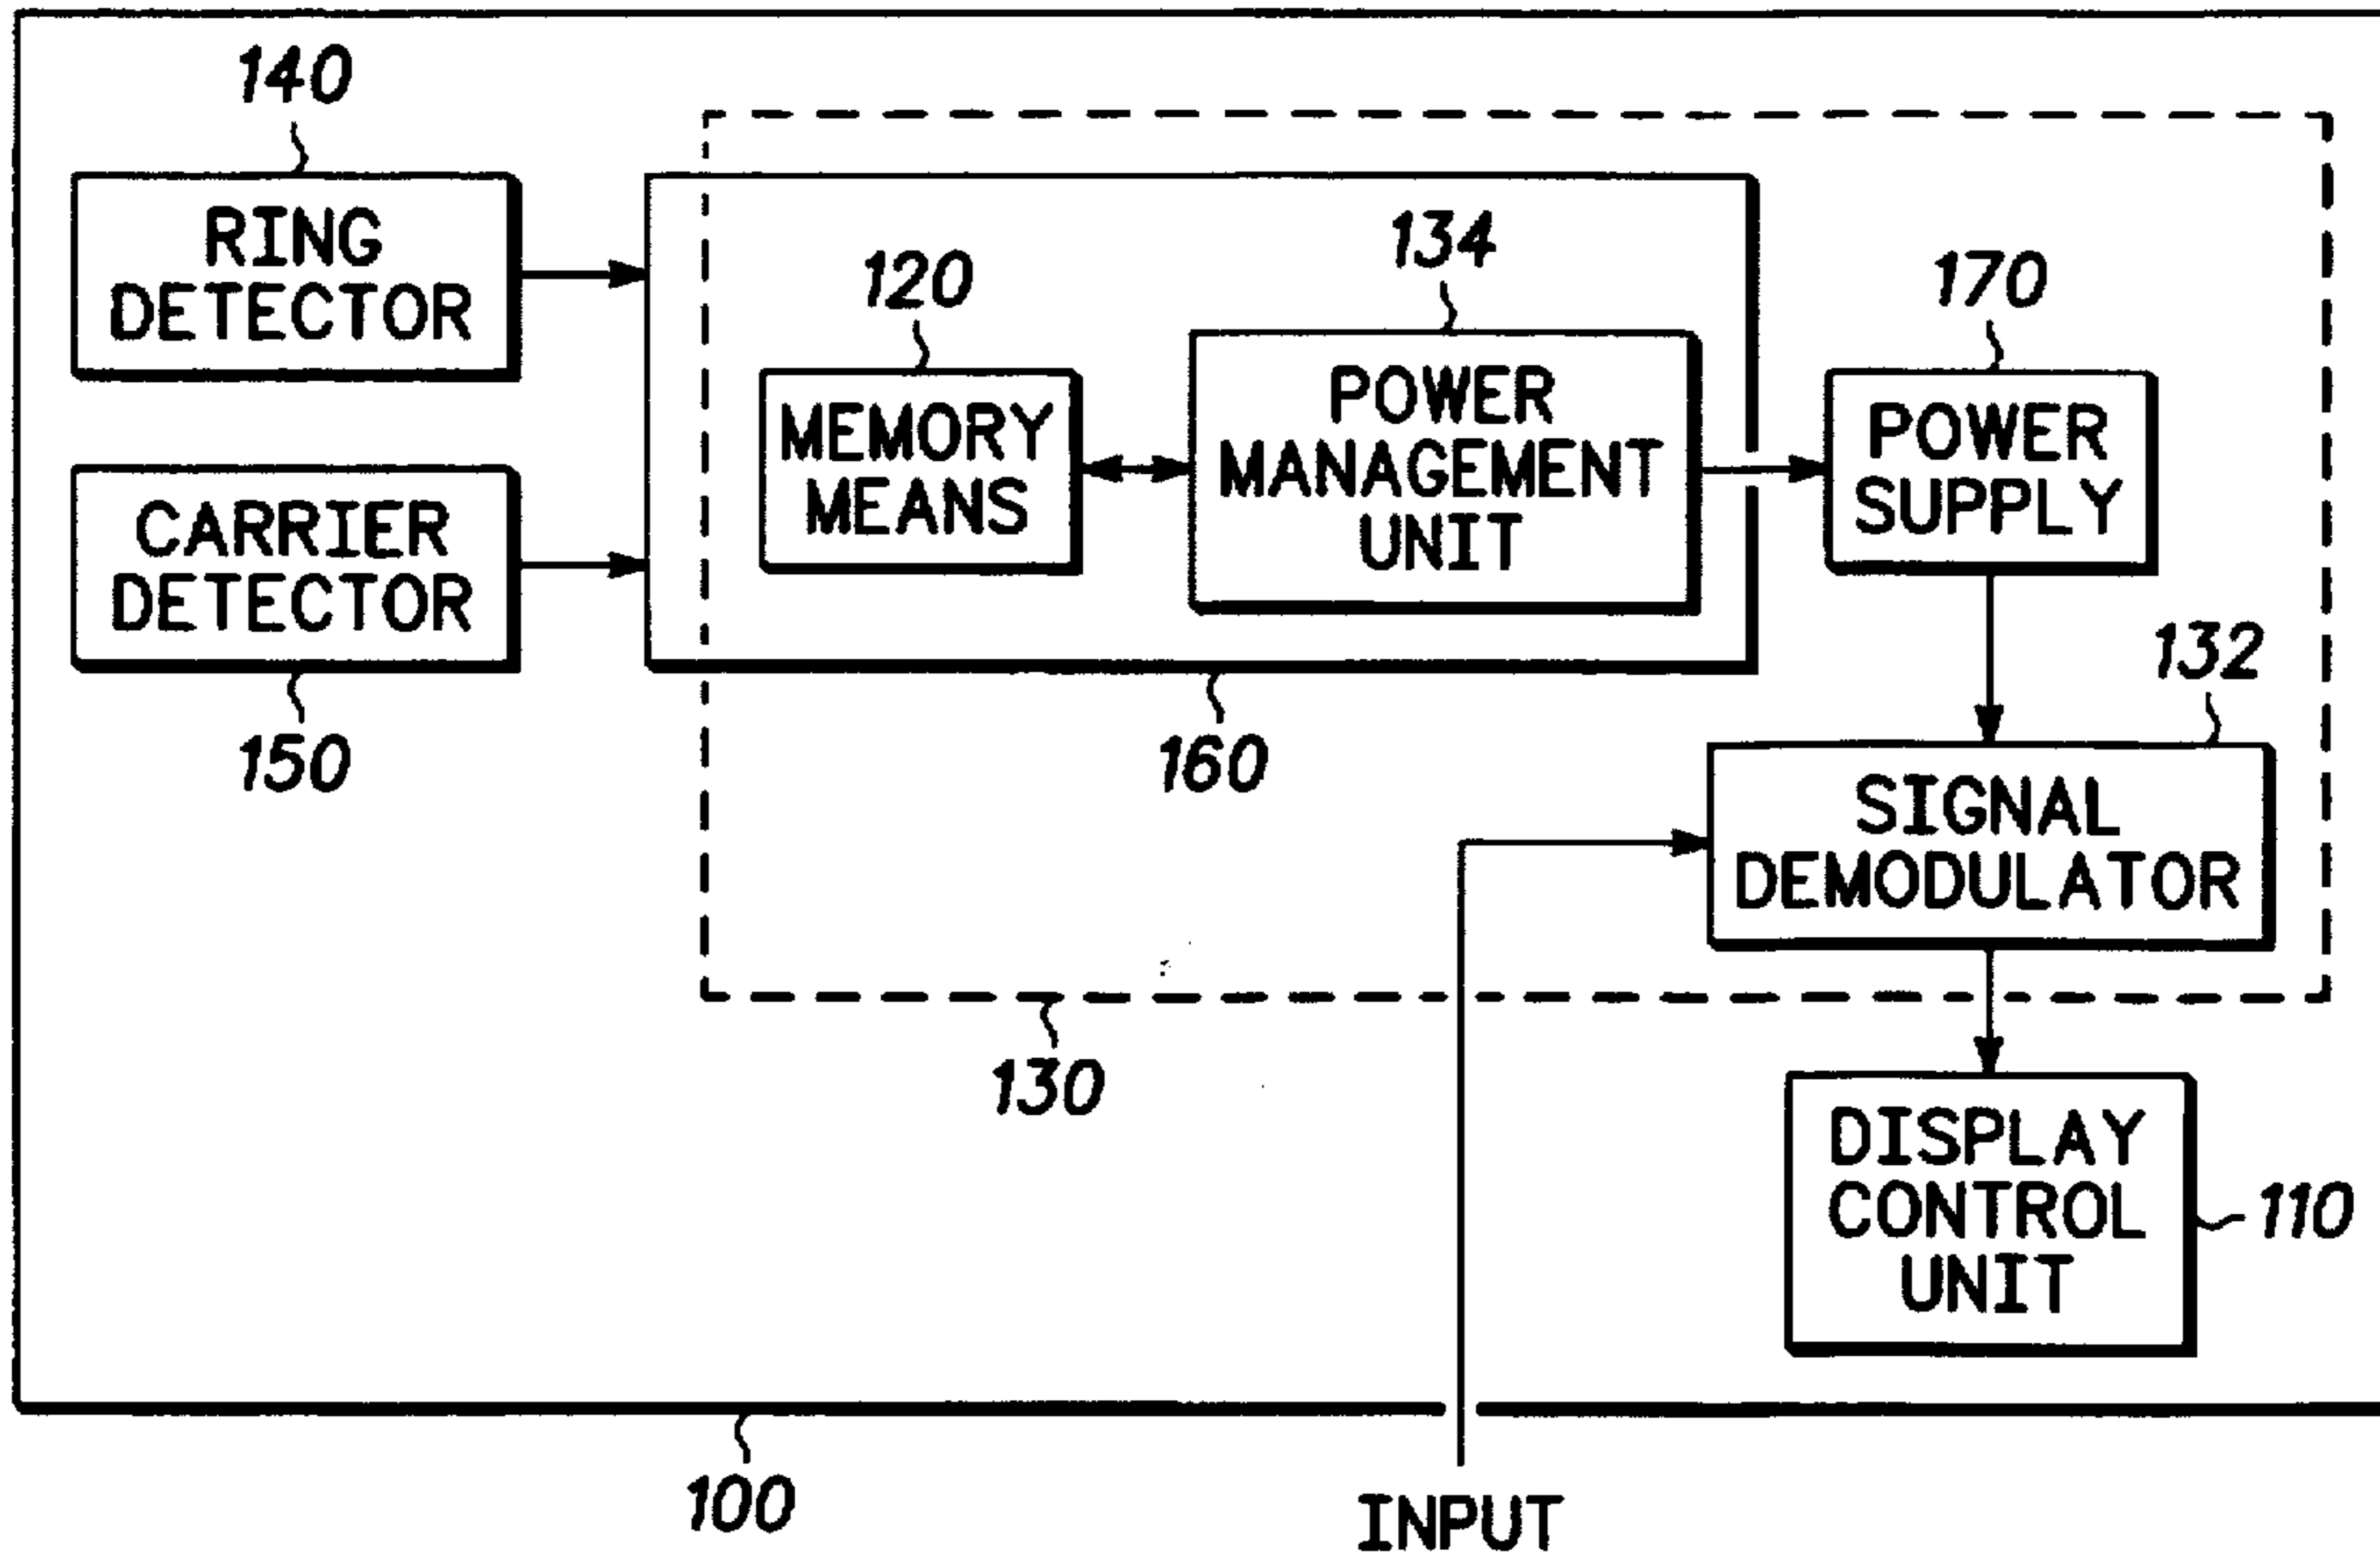 140
RING
DETECTOR
CARRIER
DETECTOR
150
120
MEMORY
MEANS
134
POWER
MANAGEMENT
UNIT
160
170
POWER
SUPPLY
132
SIGNAL
DEMODULATOR
130
DISPLAY
CONTROL
UNIT
110
100
INPUT